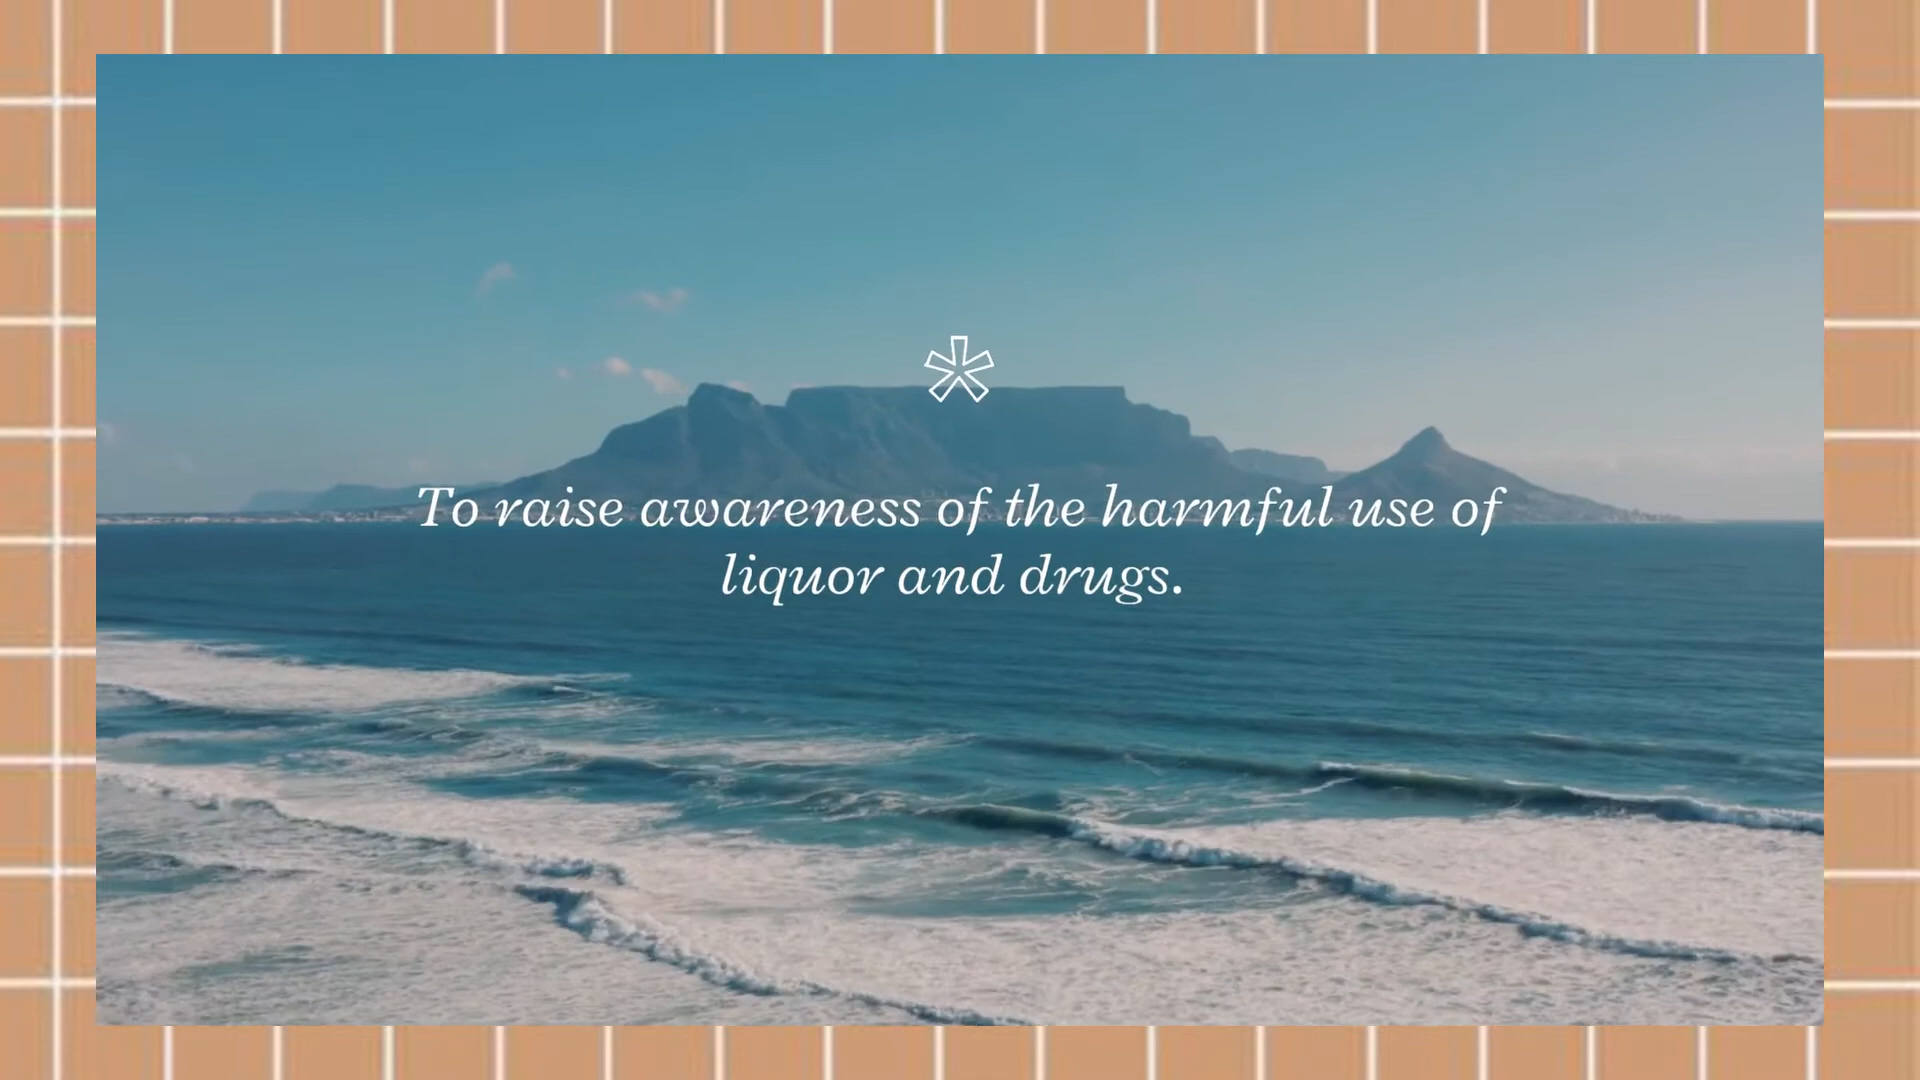 To raise awareness of the harmful use of
liquor and drugs.